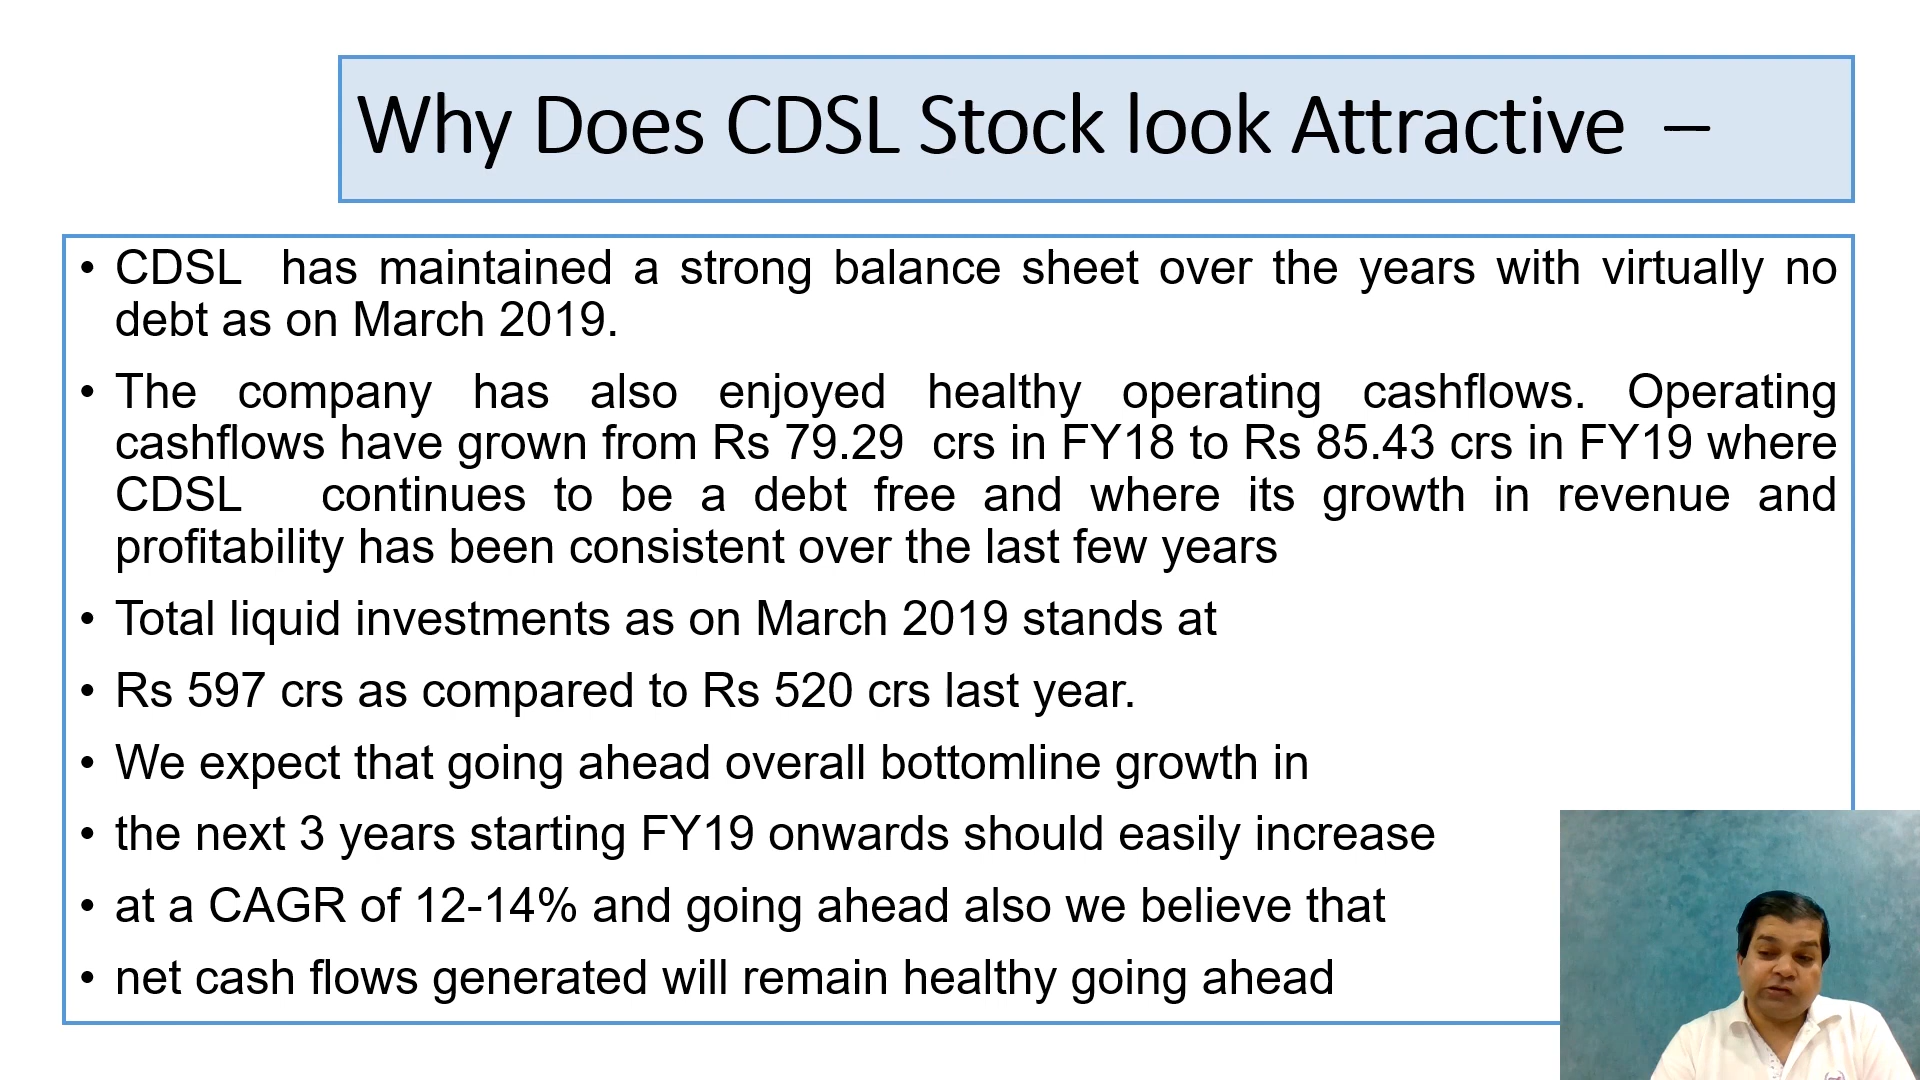 Why Does CDSL Stock look Attractive –
• CDSL has maintained a strong balance sheet over the years with virtually no
debt as on March 2019.
• The company has also enjoyed healthy operating cashflows. Operating
cashflows have grown from Rs 79.29 crs in FY18 to Rs 85.43 crs in FY19 where
CDSL continues to be a debt free and where its growth in revenue and
profitability has been consistent over the last few years
• Total liquid investments as on March 2019 stands at
• Rs 597 crs as compared to Rs 520 crs last year.
• We expect that going ahead overall bottomline growth in
• the next 3 years starting FY19 onwards should easily increase
• at a CAGR of 12-14% and going ahead also we believe that
• net cash flows generated will remain healthy going ahead